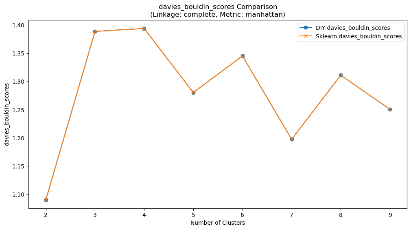 davies_bouldin_scores Comparison
(Linkage: complete, Metric: manhattan)
DIY davies_bouldin_scores
Sklearn davies_bouldin_scores
davies_bouldin_scores
1.40
1.35
1.30
1.25
1.20
1.15
1.10
2 3 4 5 6 7 8 9
Number of Clusters